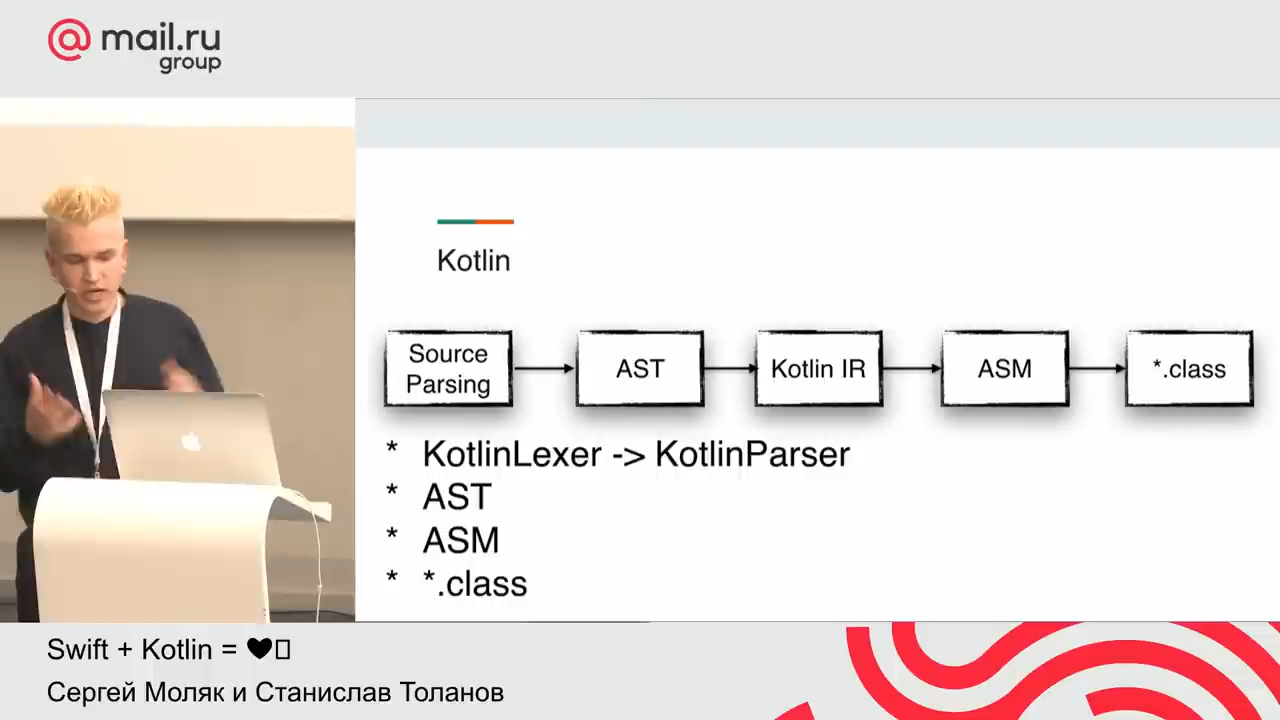 @ mail.ru
group
Kotlin
Source
Parsing
AST
Kotlin IR
ASM
*.class
* KotlinLexer -> KotlinParser
* AST
* ASM
* *.class
Swift + Kotlin = ♥▯
Сергей Моляк и Станислав Толанов